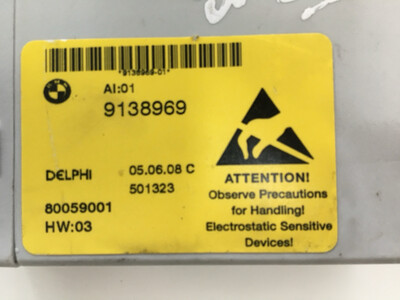 *9138969-01*
AI:01
9138969
DELPHI 05.06.08 C
501323
80059001
HW:03
ATTENTION!
Observe Precautions
for Handling!
Electrostatic Sensitive
Devices!